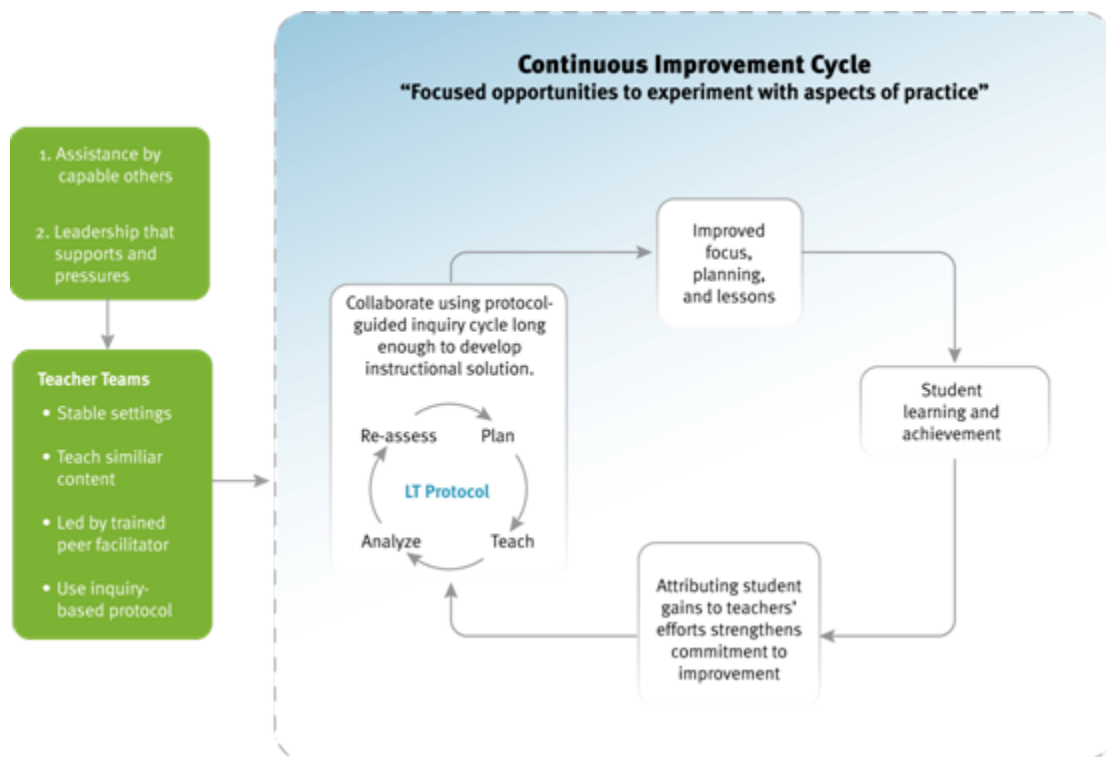 Continuous Improvement Cycle
“Focused opportunities to experiment with aspects of practice”
1. Assistance by
capable others
2. Leadership that
supports and
pressures
Teacher Teams
• Stable settings
• Teach similiar
content
• Led by trained
peer facilitator
• Use inquiry-
based protocol
Collaborate using protocol-
guided inquiry cycle long
enough to develop
instructional solution.
Re-assess
Plan
LT Protocol
Analyze
Teach
Improved
focus,
planning,
and lessons
Student
learning and
achievement
Attributing student
gains to teachers’
efforts strengthens
commitment to
improvement